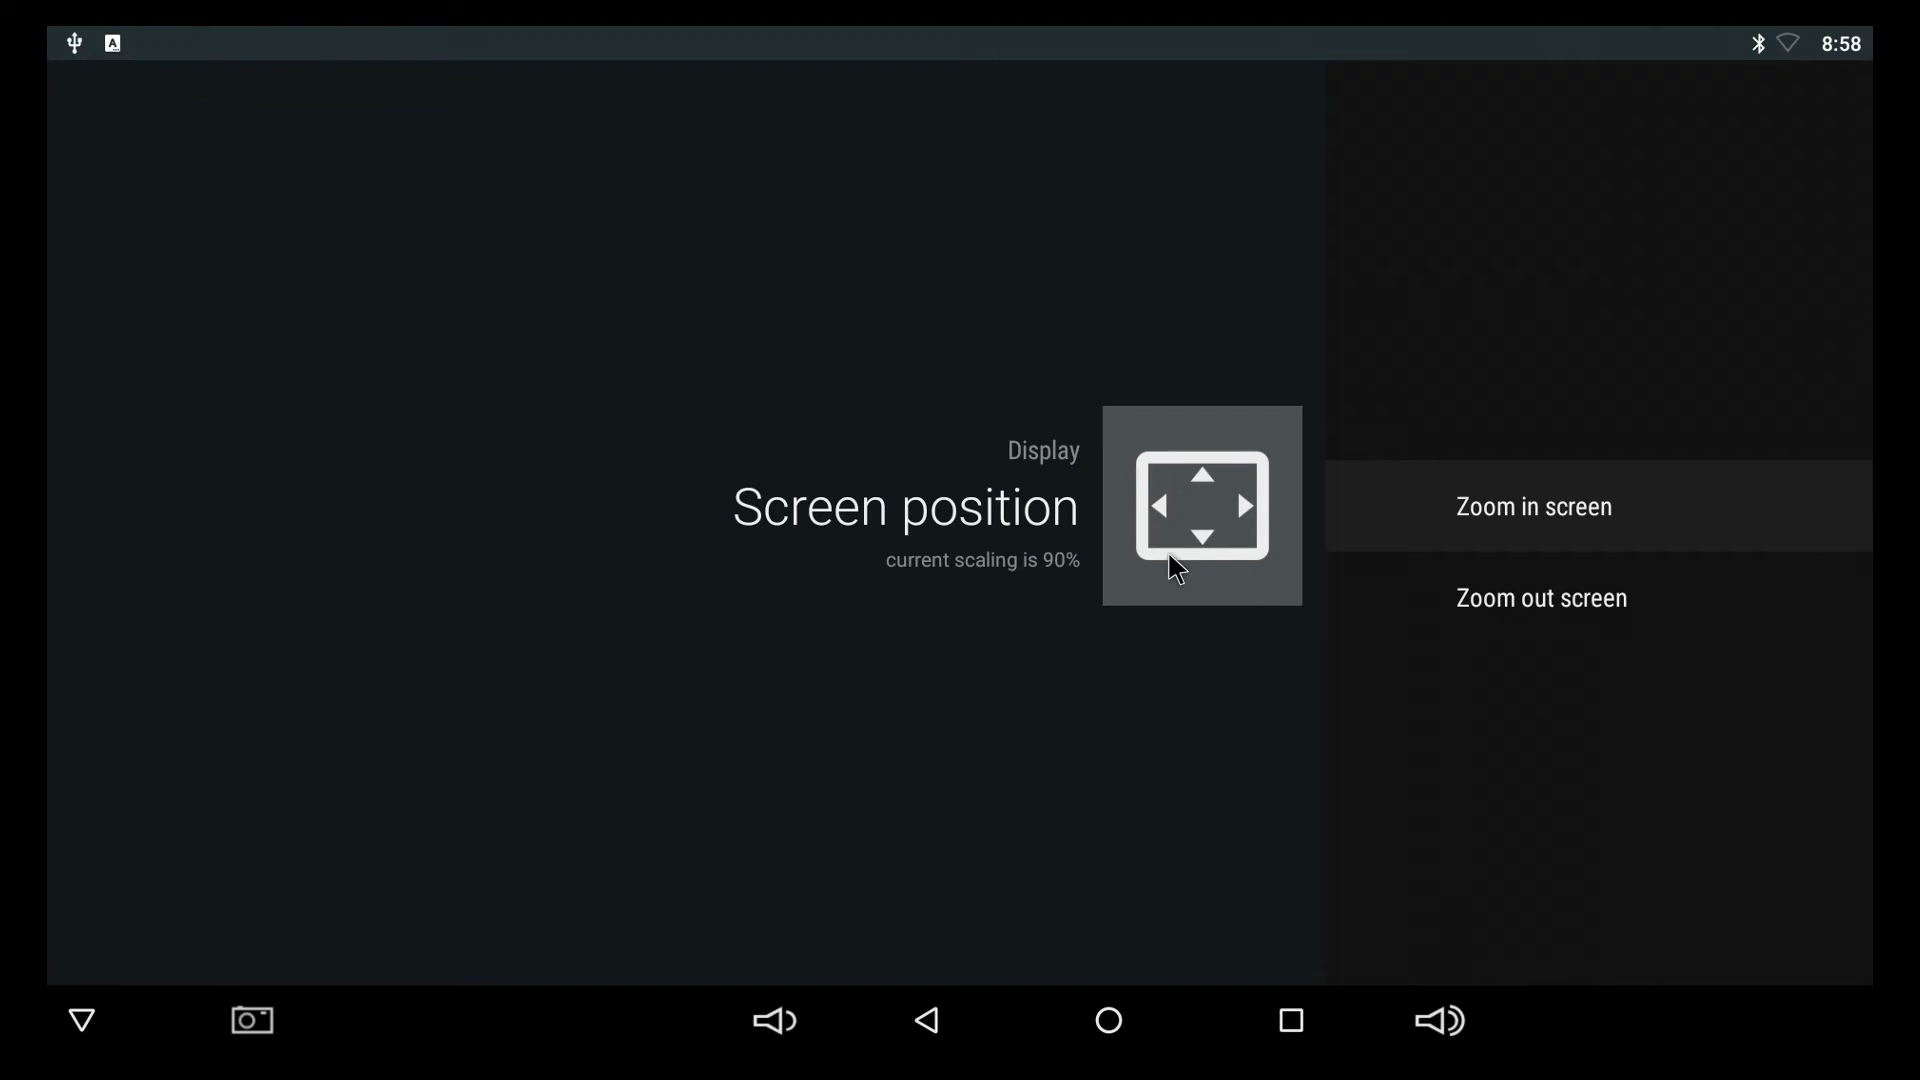 A
8:58
Display
Screen position
current scaling is 90%
Zoom in screen
Zoom out screen